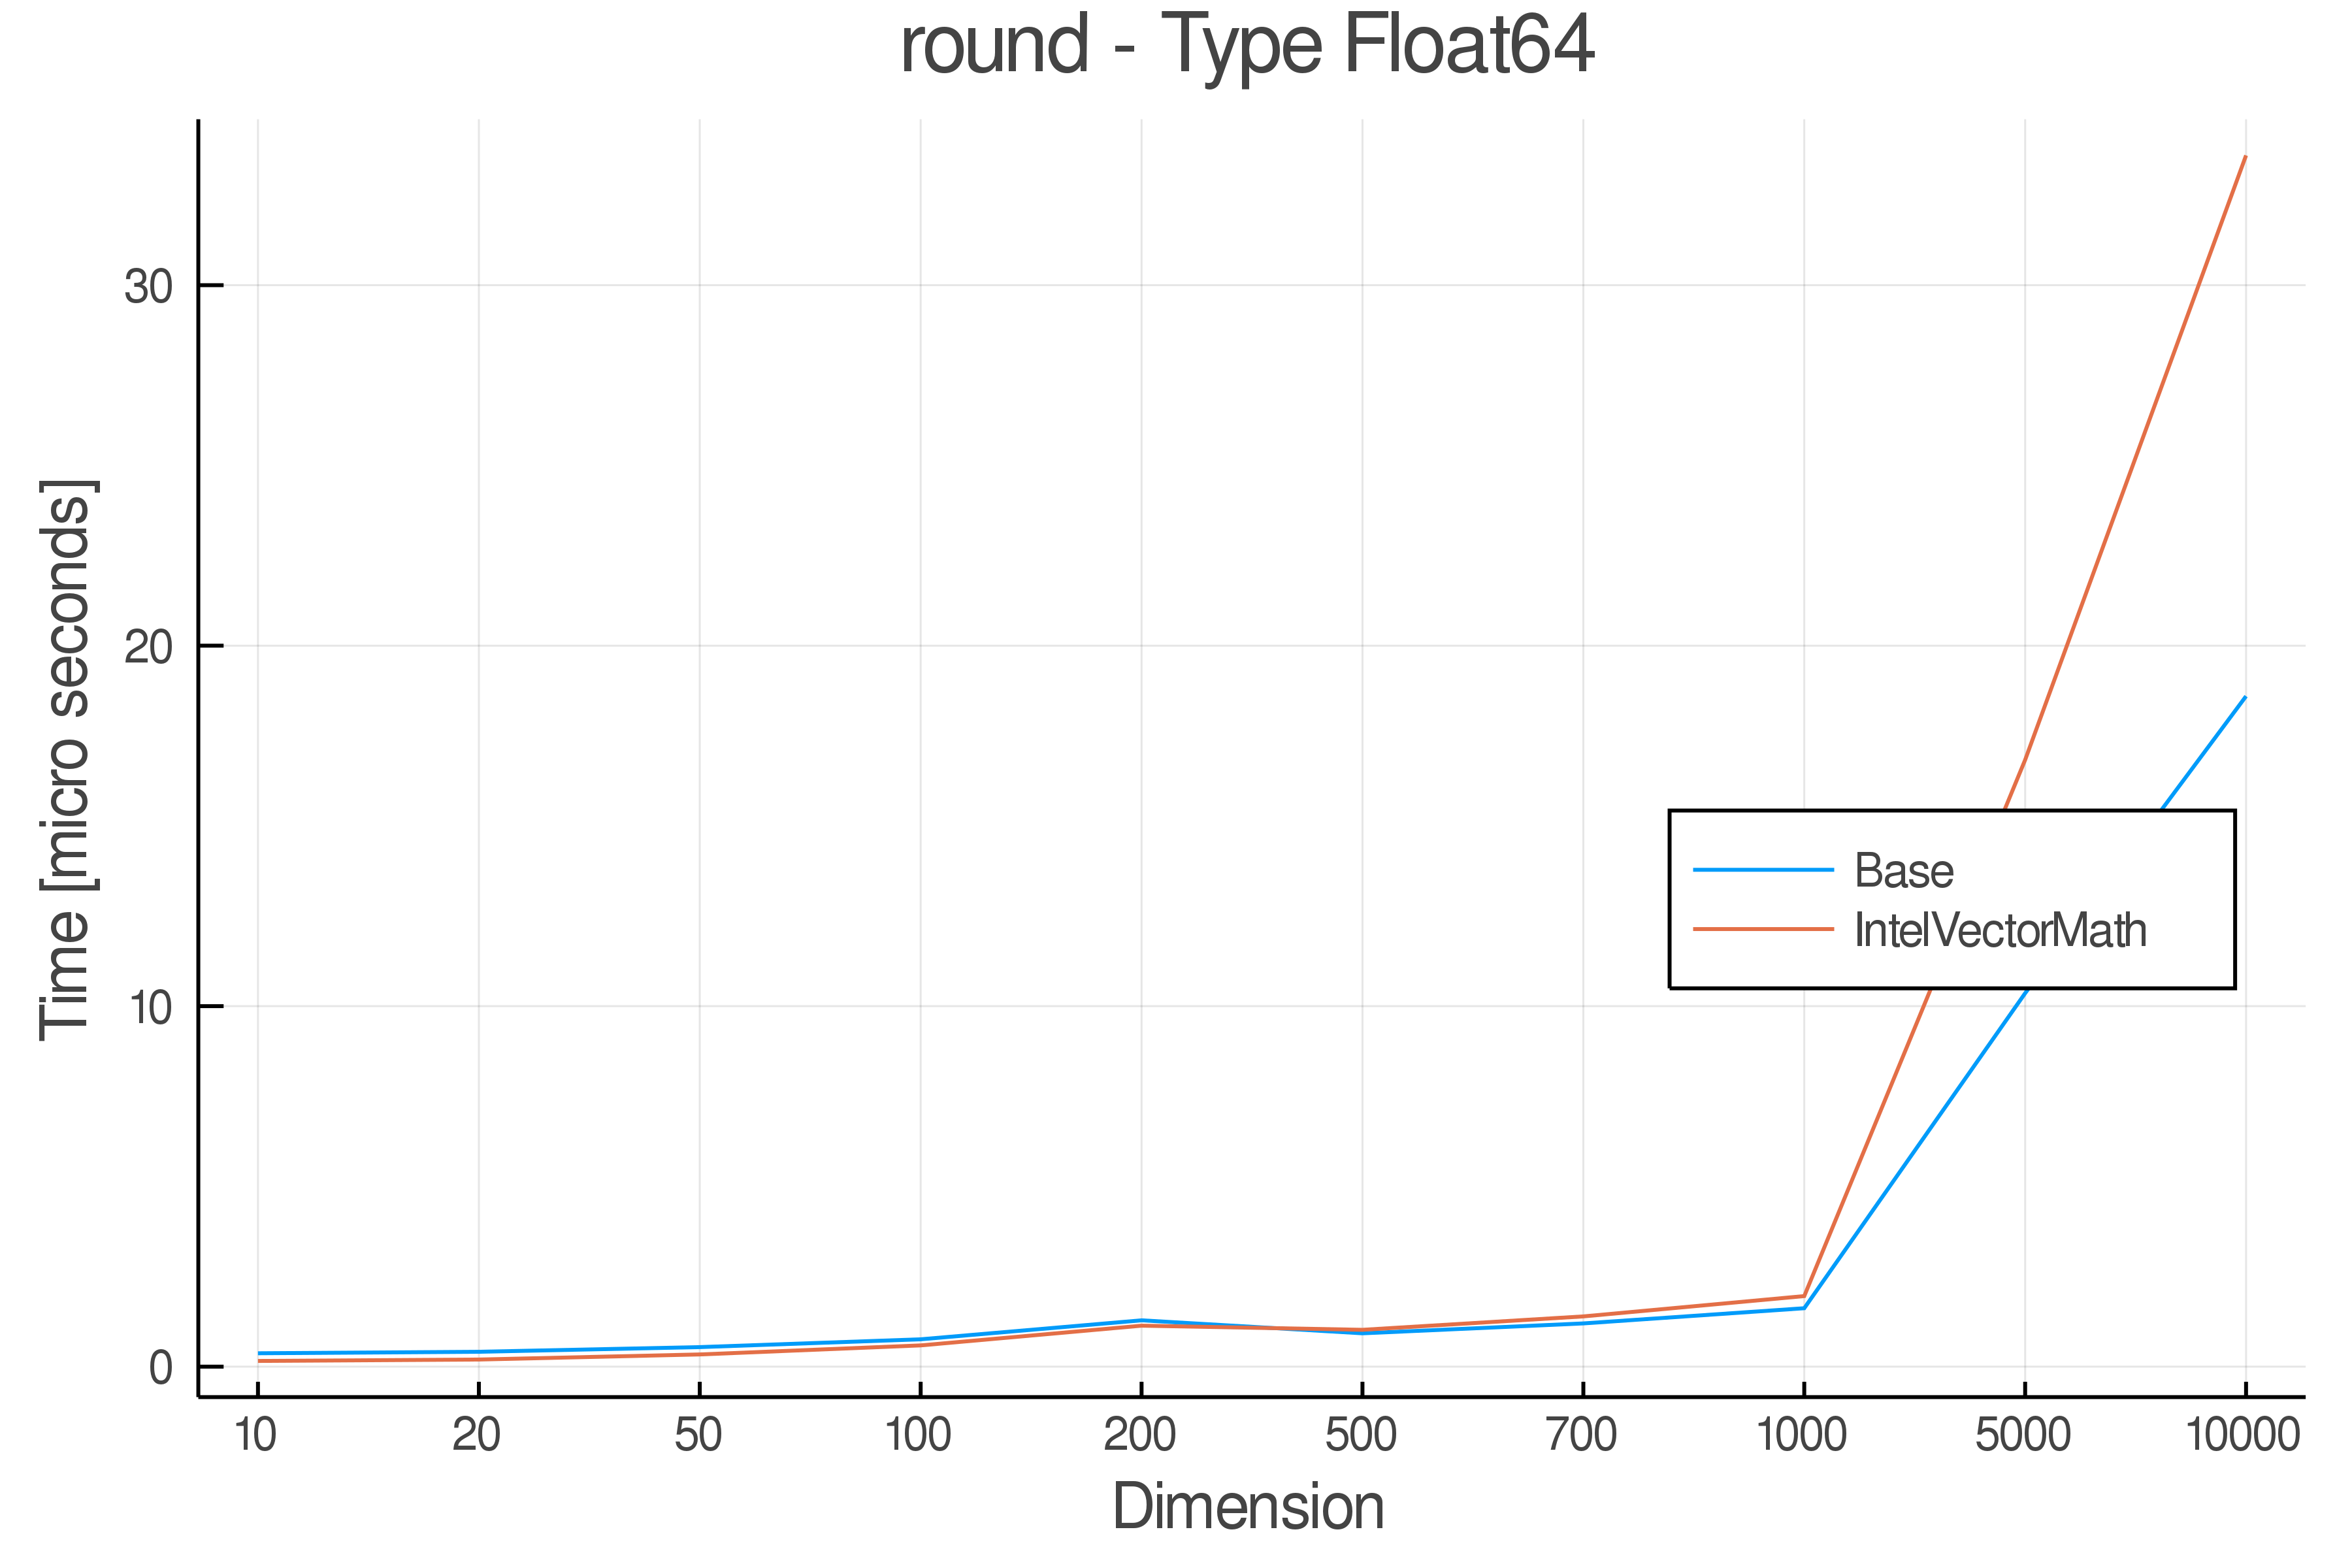 round - Type Float64
Time [micro seconds]
30
20
10
0
Base
IntelVectorMath
10 20 50 100 200 500 700 1000 5000 10000
Dimension